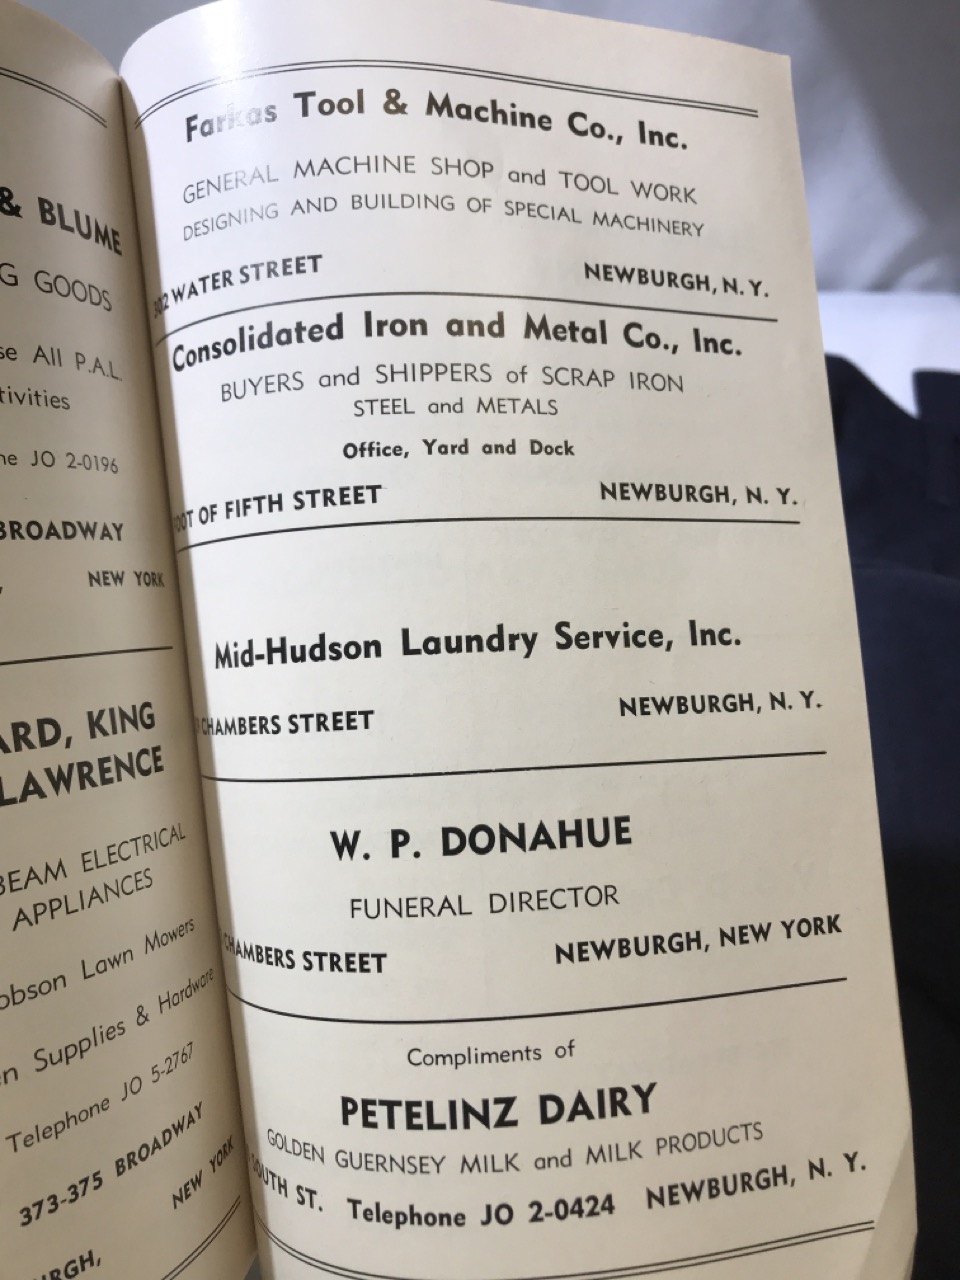 & BLUME
GOODS
All P.A.L.
JO 2-0196
BROADWAY
NEW YORK
KING
LAWRENCE
ELECTRICAL
APPLIANCES
Lawn Mowers
Supplies & Hardware
Telephone JO 5-2767
373-375 BROADWAY
NEW YORK
Farkas Tool & Machine Co., Inc.
GENERAL MACHINE SHOP and TOOL WORK
DESIGNING AND BUILDING OF SPECIAL MACHINERY
WATER STREET NEWBURGH, N. Y.
Consolidated Iron and Metal Co., Inc.
BUYERS and SHIPPERS of SCRAP IRON
STEEL and METALS
Office, Yard and Dock
OF FIFTH STREET NEWBURGH, N. Y.
Mid-Hudson Laundry Service, Inc.
CHAMBERS STREET NEWBURGH, N. Y.
W. P. DONAHUE
FUNERAL DIRECTOR
CHAMBERS STREET NEWBURGH, NEW YORK
Compliments of
PETELINZ DAIRY
GOLDEN GUERNSEY MILK and MILK PRODUCTS
SOUTH ST. Telephone JO 2-0424 NEWBURGH, N. Y.